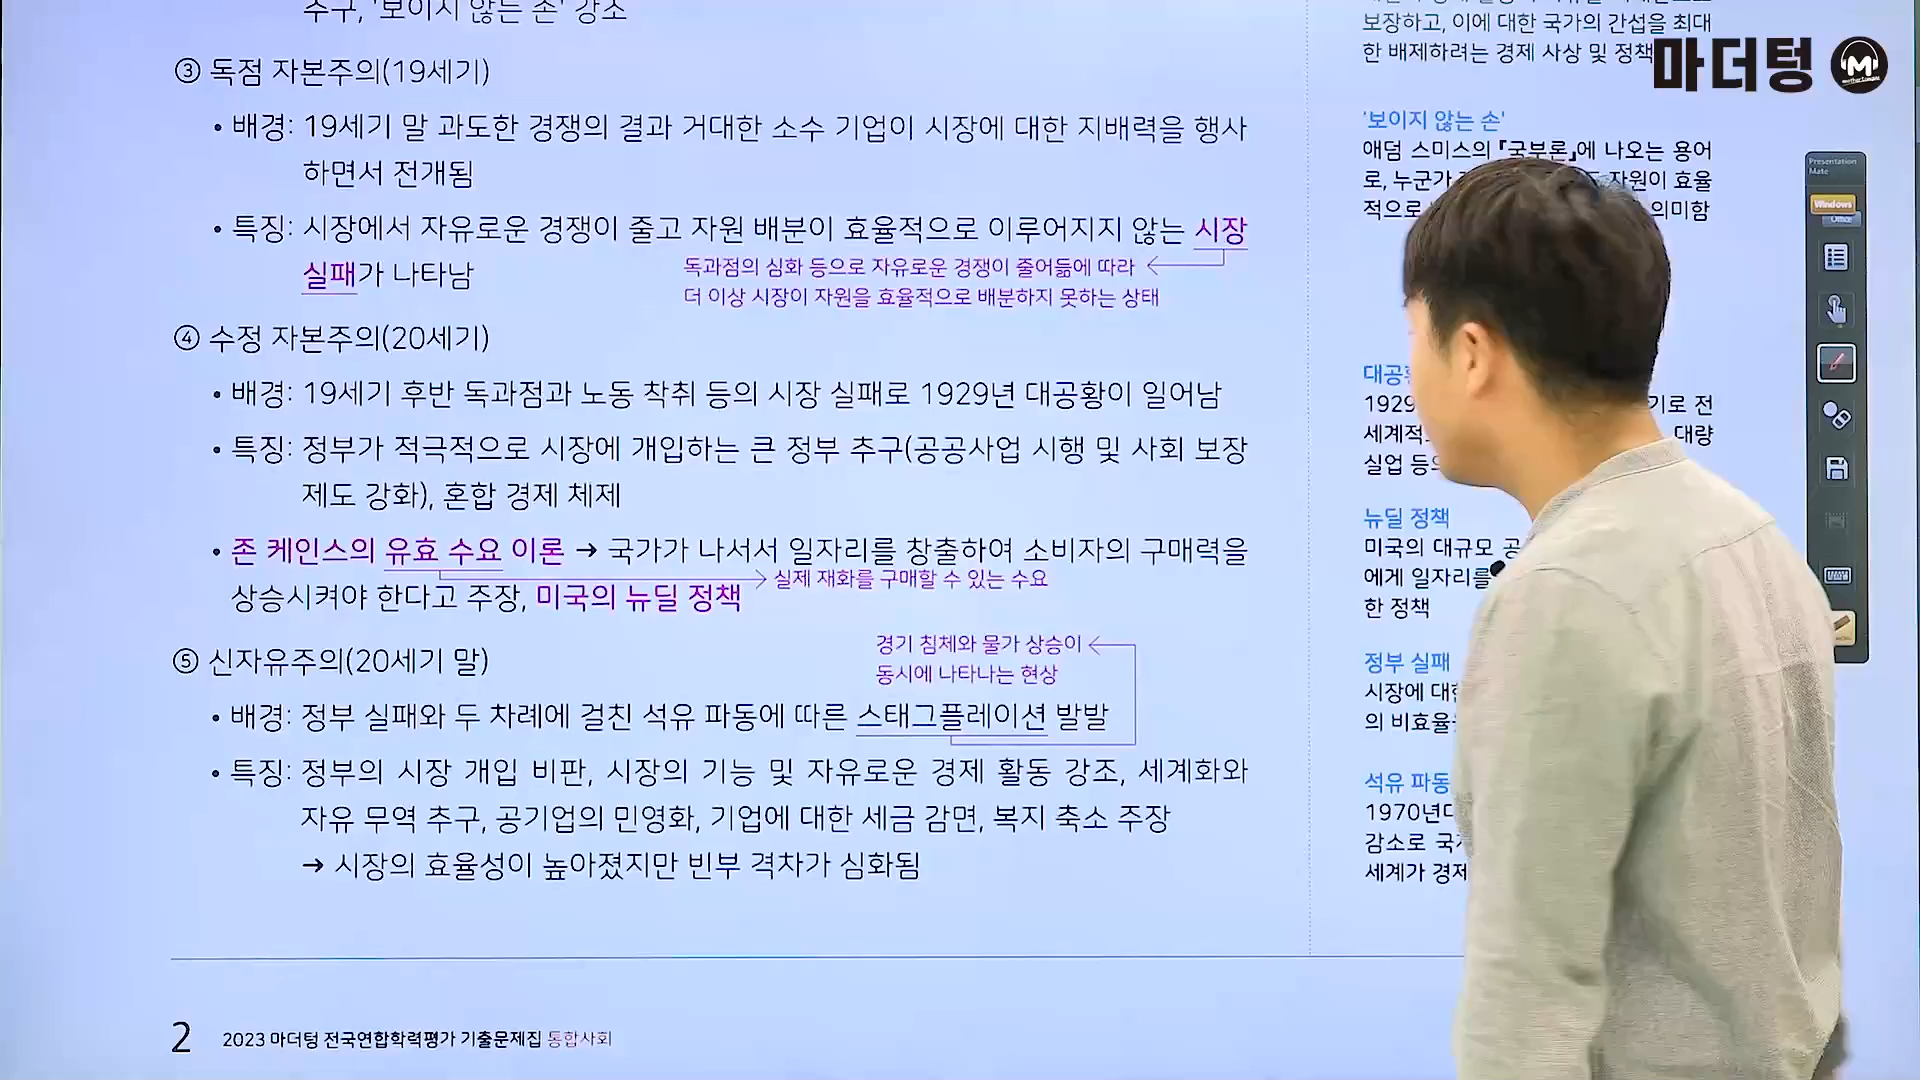 추구, '보이지 않는 손' 강조
③ 독점 자본주의(19세기)
• 배경: 19세기 말 과도한 경쟁의 결과 거대한 소수 기업이 시장에 대한 지배력을 행사
하면서 전개됨
• 특징: 시장에서 자유로운 경쟁이 줄고 자원 배분이 효율적으로 이루어지지 않는 시장
실패가 나타남
독과점의 심화 등으로 자유로운 경쟁이 줄어듦에 따라
더 이상 시장이 자원을 효율적으로 배분하지 못하는 상태
④ 수정 자본주의(20세기)
• 배경: 19세기 후반 독과점과 노동 착취 등의 시장 실패로 1929년 대공황이 일어남
• 특징: 정부가 적극적으로 시장에 개입하는 큰 정부 추구(공공사업 시행 및 사회 보장
제도 강화), 혼합 경제 체제
• 존 케인스의 유효 수요 이론 → 국가가 나서서 일자리를 창출하여 소비자의 구매력을
실제 재화를 구매할 수 있는 수요
상승시켜야 한다고 주장, 미국의 뉴딜 정책
⑤ 신자유주의(20세기 말)
경기 침체와 물가 상승이
동시에 나타나는 현상
• 배경: 정부 실패와 두 차례에 걸친 석유 파동에 따른 스태그플레이션 발발
• 특징: 정부의 시장 개입 비판, 시장의 기능 및 자유로운 경제 활동 강조, 세계화와
자유 무역 추구, 공기업의 민영화, 기업에 대한 세금 감면, 복지 축소 주장
→ 시장의 효율성이 높아졌지만 빈부 격차가 심화됨
2 2023 마더텅 전국연합학력평가 기출문제집 통합사회
보장하고, 이에 대한 국가의 간섭을 최대
한 배제하려는 경제 사상 및 정책
마더텅
'보이지 않는 손'
애덤 스미스의 『국부론』에 나오는 용어
로, 누군가 자원이 효율
적으로 의미함
1929 기로 전
세계적 대량
실업 등의
뉴딜 정책
미국의 대규모 공
에게 일자리를
한 정책
정부 실패
시장에 대한
의 비효율
석유 파동
1970년대
감소로 국
세계가 경제
Presentation
Mate
Windows
Office